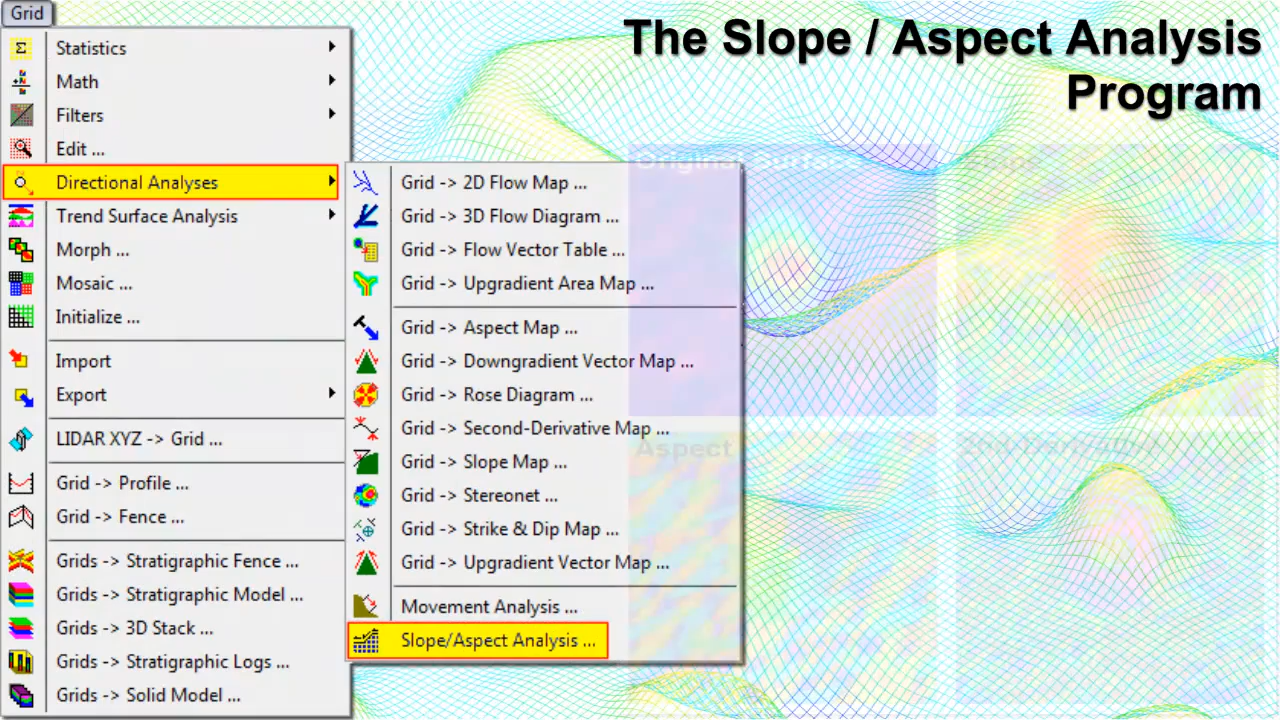 Grid
The Slope / Aspect Analysis
Program
Statistics
Math
Filters
Edit ...
Directional Analyses
Trend Surface Analysis
Morph ...
Mosaic ...
Initialize ...
Import
Export
LIDAR XYZ -> Grid ...
Grid -> Profile ...
Grid -> Fence ...
Grids -> Stratigraphic Fence ...
Grids -> Stratigraphic Model ...
Grids -> 3D Stack ...
Grids -> Stratigraphic Logs ...
Grids -> Solid Model ...
Grid -> 2D Flow Map ...
Grid -> 3D Flow Diagram ...
Grid -> Flow Vector Table ...
Grid -> Upgradient Area Map ...
Grid -> Aspect Map ...
Grid -> Downgradient Vector Map ...
Grid -> Rose Diagram ...
Grid -> Second-Derivative Map ...
Grid -> Slope Map ...
Grid -> Stereonet ...
Grid -> Strike & Dip Map ...
Grid -> Upgradient Vector Map ...
Movement Analysis ...
Slope/Aspect Analysis ...
Original
Aspect